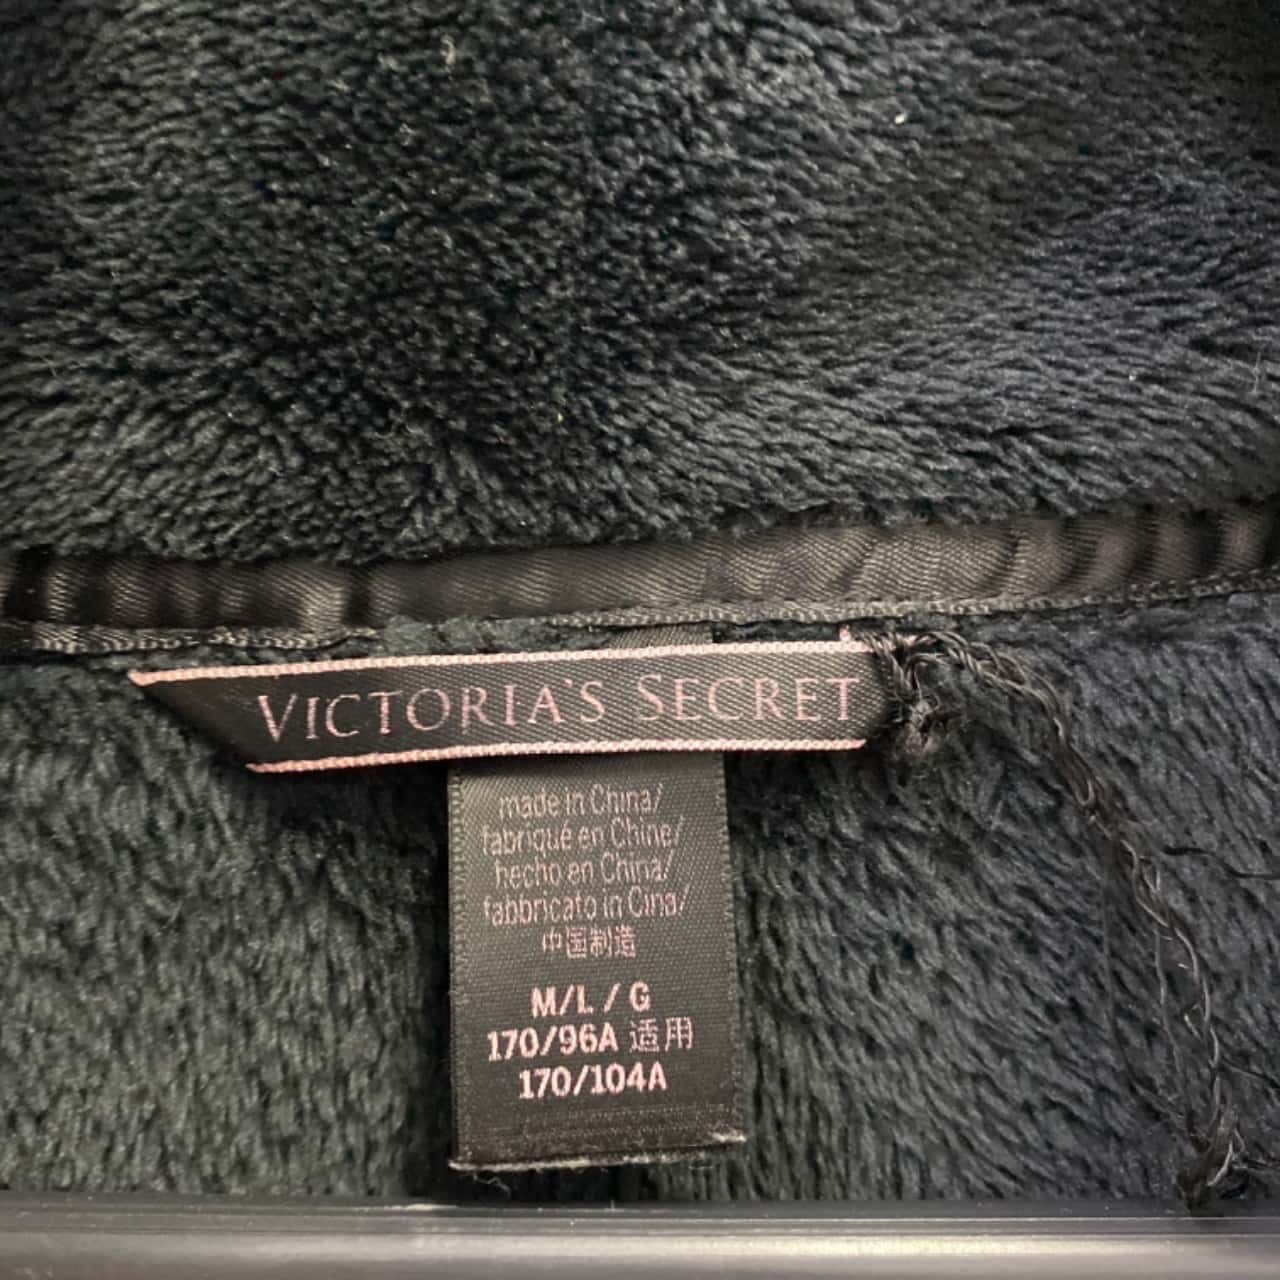 VICTORIA'S SECRET
made in China/
fabriqué en Chine/
hecho en China/
fabbricato in Cina/
中国制造
M/L / G
170/96A 适用
170/104A